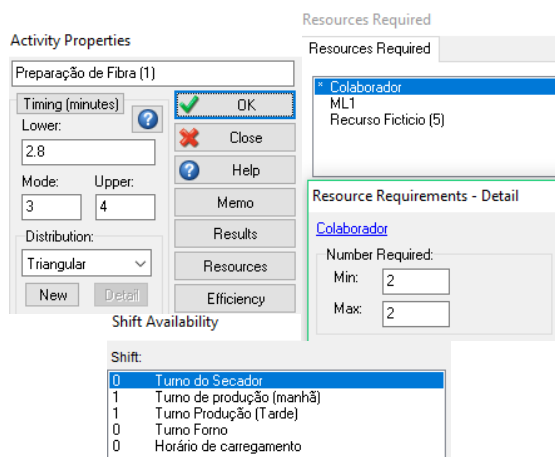 Activity Properties
Preparação de Fibra (1)
Timing (minutes)
Lower:
2.8
Mode:
Upper:
3
4
Distribution:
Triangular
New
Detail
OK
Close
Help
Memo
Results
Resources
Efficiency
Resources Required
Resources Required
* Colaborador
ML1
Recurso Ficticio (5)
Resource Requirements - Detail
Colaborador
Number Required:
Min:
2
Max:
2
Shift Availability
Shift:
0 Turno do Secador
1 Turno de produção (manhã)
1 Turno Produção (Tarde)
0 Turno Forno
0 Horário de carregamento